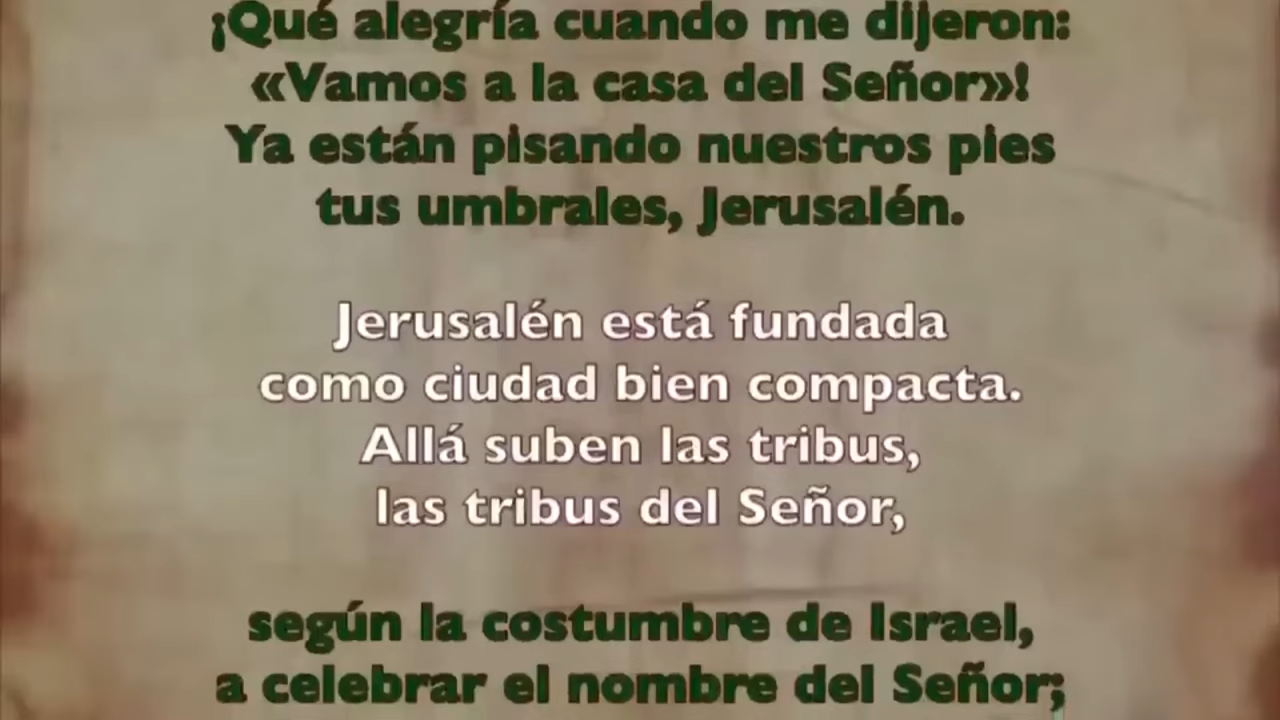 ¡Qué alegría cuando me dijeron:
«Vamos a la casa del Señor»!
Ya están pisando nuestros pies
tus umbrales, Jerusalén.
Jerusalén está fundada
como ciudad bien compacta.
Allá suben las tribus,
las tribus del Señor,
según la costumbre de Israel,
a celebrar el nombre del Señor;